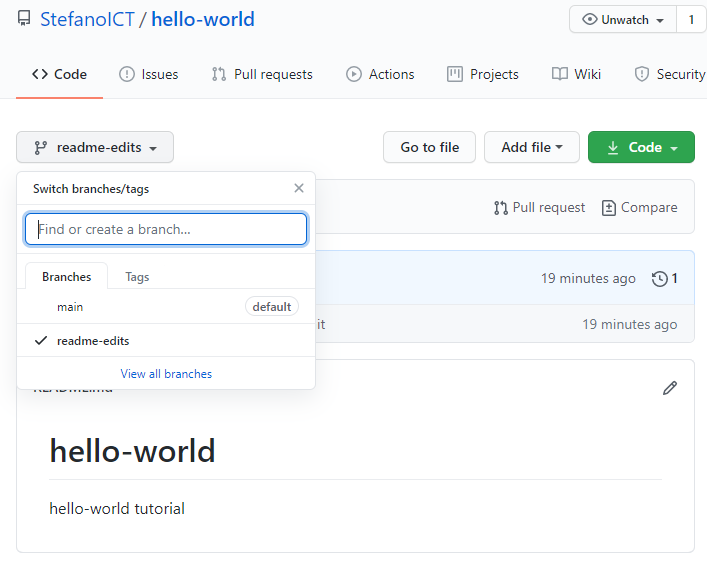 StefanoICT / hello-world
Unwatch 1
Code Issues Pull requests Actions Projects Wiki Security
readme-edits Go to file Add file Code
Switch branches/tags
Pull request Compare
Find or create a branch...
Branches Tags
19 minutes ago 1
main default
it 19 minutes ago
readme-edits
View all branches
README.md
hello-world
hello-world tutorial